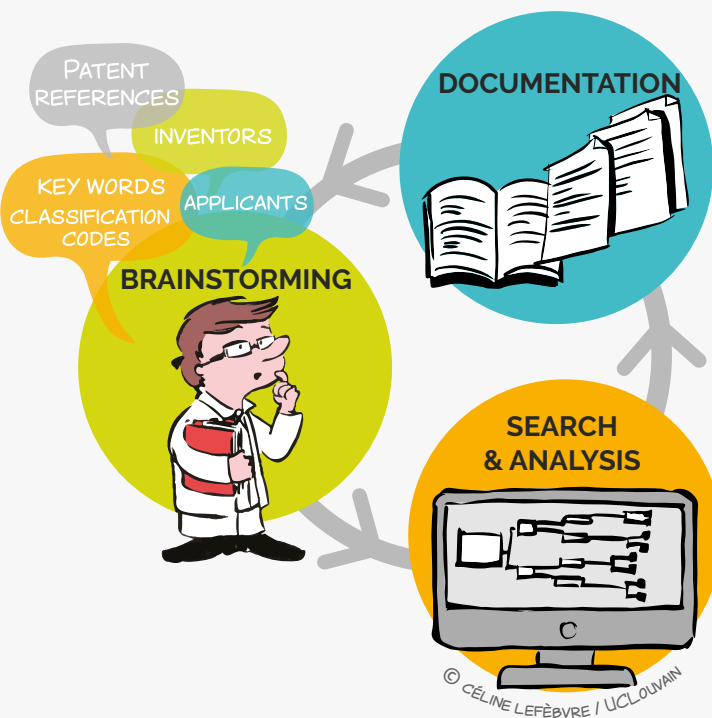 PATENT
REFERENCES
INVENTORS
KEY WORDS
CLASSIFICATION
CODES
APPLICANTS
BRAINSTORMING
DOCUMENTATION
SEARCH
& ANALYSIS
© CÉLINE LEFÈBVRE / UCLOUVAIN